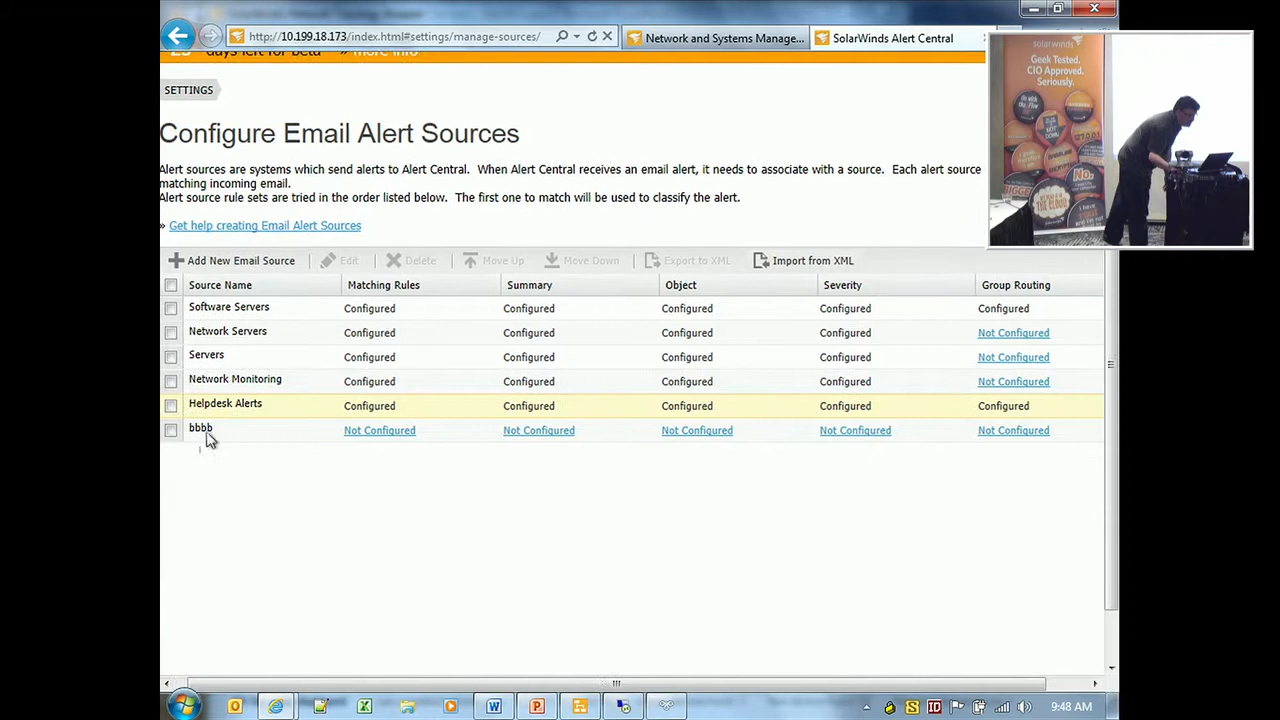 http://10.199.18.173/index.html#settings/manage-sources/
Network and Systems Manage...
SolarWinds Alert Central
days left for beta
more info
SETTINGS
Configure Email Alert Sources
Alert sources are systems which send alerts to Alert Central. When Alert Central receives an email alert, it needs to associate with a source. Each alert source
matching incoming email.
Alert source rule sets are tried in the order listed below. The first one to match will be used to classify the alert.
» Get help creating Email Alert Sources
Add New Email Source Edit Delete Move Up Move Down Export to XML Import from XML
Source Name Matching Rules Summary Object Severity Group Routing
Software Servers Configured Configured Configured Configured Configured
Network Servers Configured Configured Configured Configured Not Configured
Servers Configured Configured Configured Configured Not Configured
Network Monitoring Configured Configured Configured Configured Not Configured
Helpdesk Alerts Configured Configured Configured Configured Configured
bbbb Not Configured Not Configured Not Configured Not Configured Not Configured
solarwinds
Geek Tested.
CIO Approved.
Seriously.
No.
9:48 AM